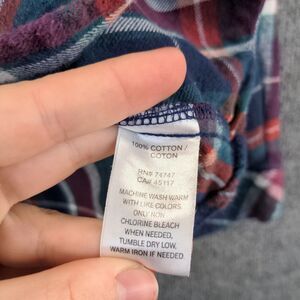 100% COTTON /
COTON
RN# 74747
CA# 45117
MACHINE WASH WARM
WITH LIKE COLORS
ONLY NON
CHLORINE BLEACH
WHEN NEEDED,
TUMBLE DRY LOW,
WARM IRON IF NEEDED